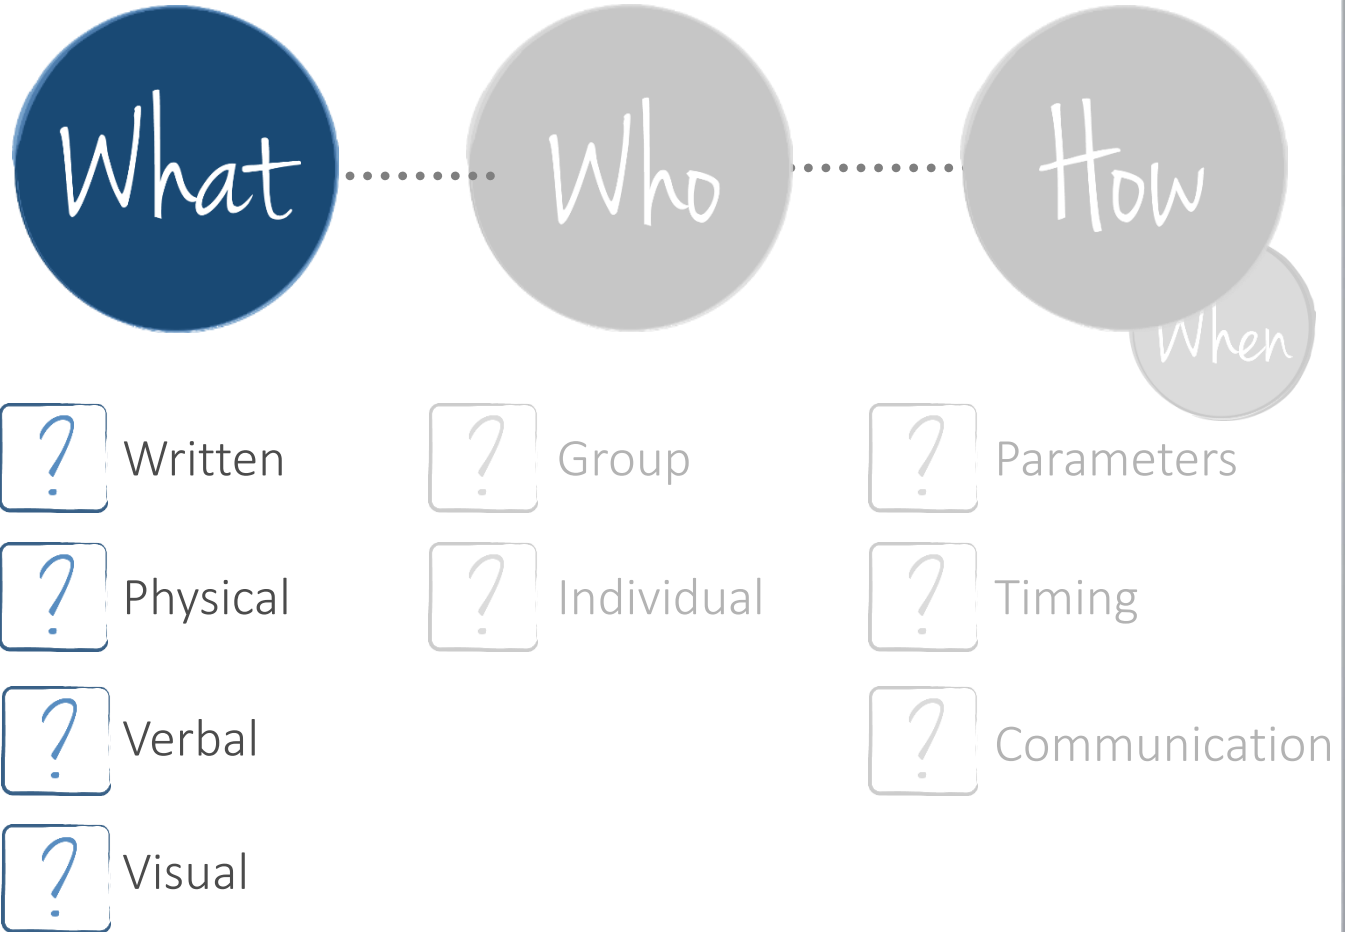 What
Who
How
When
? Written
? Physical
? Verbal
? Visual
? Group
? Individual
? Parameters
? Timing
? Communication